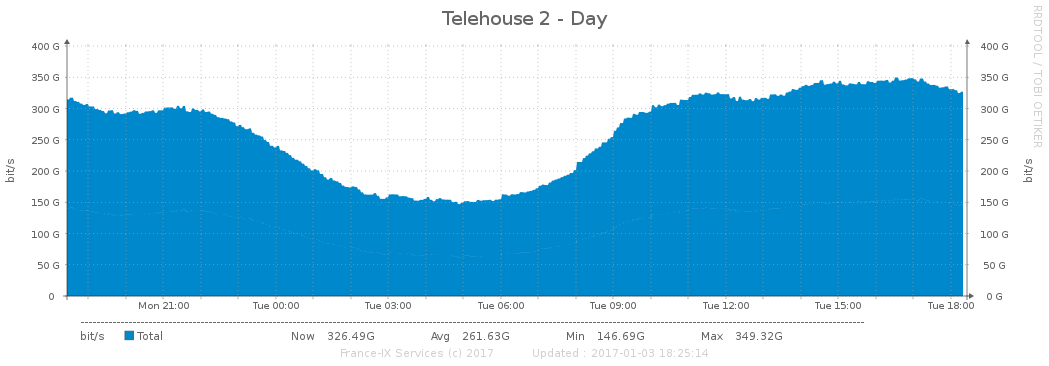 Telehouse 2 - Day
RRDTOOL / TOBI OETIKER
400 G 400 G
350 G 350 G
300 G 300 G
250 G 250 G
200 G 200 G
150 G 150 G
100 G 100 G
50 G 50 G
0 0 G
bit/s bit/s
Mon 21:00 Tue 00:00 Tue 03:00 Tue 06:00 Tue 09:00 Tue 12:00 Tue 15:00 Tue 18:00
bit/s Total Now 326.49G Avg 261.63G Min 146.69G Max 349.32G
France-IX Services (c) 2017 Updated : 2017-01-03 18:25:14